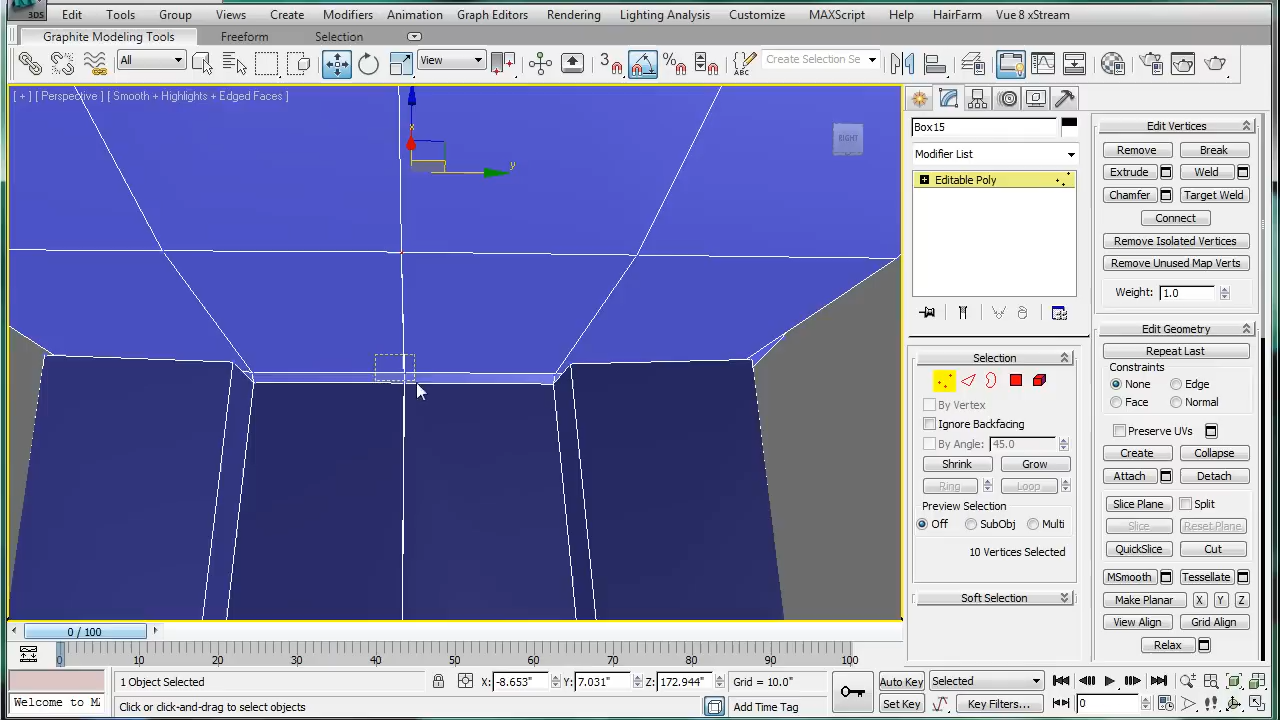 3DS Edit Tools Group Views Create Modifiers Animation Graph Editors Rendering Lighting Analysis Customize MAXScript Help HairFarm Vue 8 xStream
Graphite Modeling Tools Freeform Selection
All View 3 ABC Create Selection Se
[ + ] [ Perspective ] [ Smooth + Highlights + Edged Faces ]
RIGHT
y
Box15
Modifier List
Editable Poly
Selection
By Vertex
Ignore Backfacing
By Angle: 45.0
Shrink Grow
Ring Loop
Preview Selection
Off SubObj Multi
10 Vertices Selected
Soft Selection
Edit Vertices
Remove Break
Extrude Weld
Chamfer Target Weld
Connect
Remove Isolated Vertices
Remove Unused Map Verts
Weight: 1.0
Edit Geometry
Repeat Last
Constraints
None Edge
Face Normal
Preserve UVs
Create Collapse
Attach Detach
Slice Plane Split
Slice Reset Plane
QuickSlice Cut
MSmooth Tessellate
Make Planar X Y Z
View Align Grid Align
Relax
0 / 100
0 10 20 30 40 50 60 70 80 90 100
1 Object Selected X: -8.653" Y: 7.031" Z: 172.944" Grid = 10.0" Auto Key Selected
Welcome to M Click or click-and-drag to select objects Add Time Tag Set Key Key Filters... 0